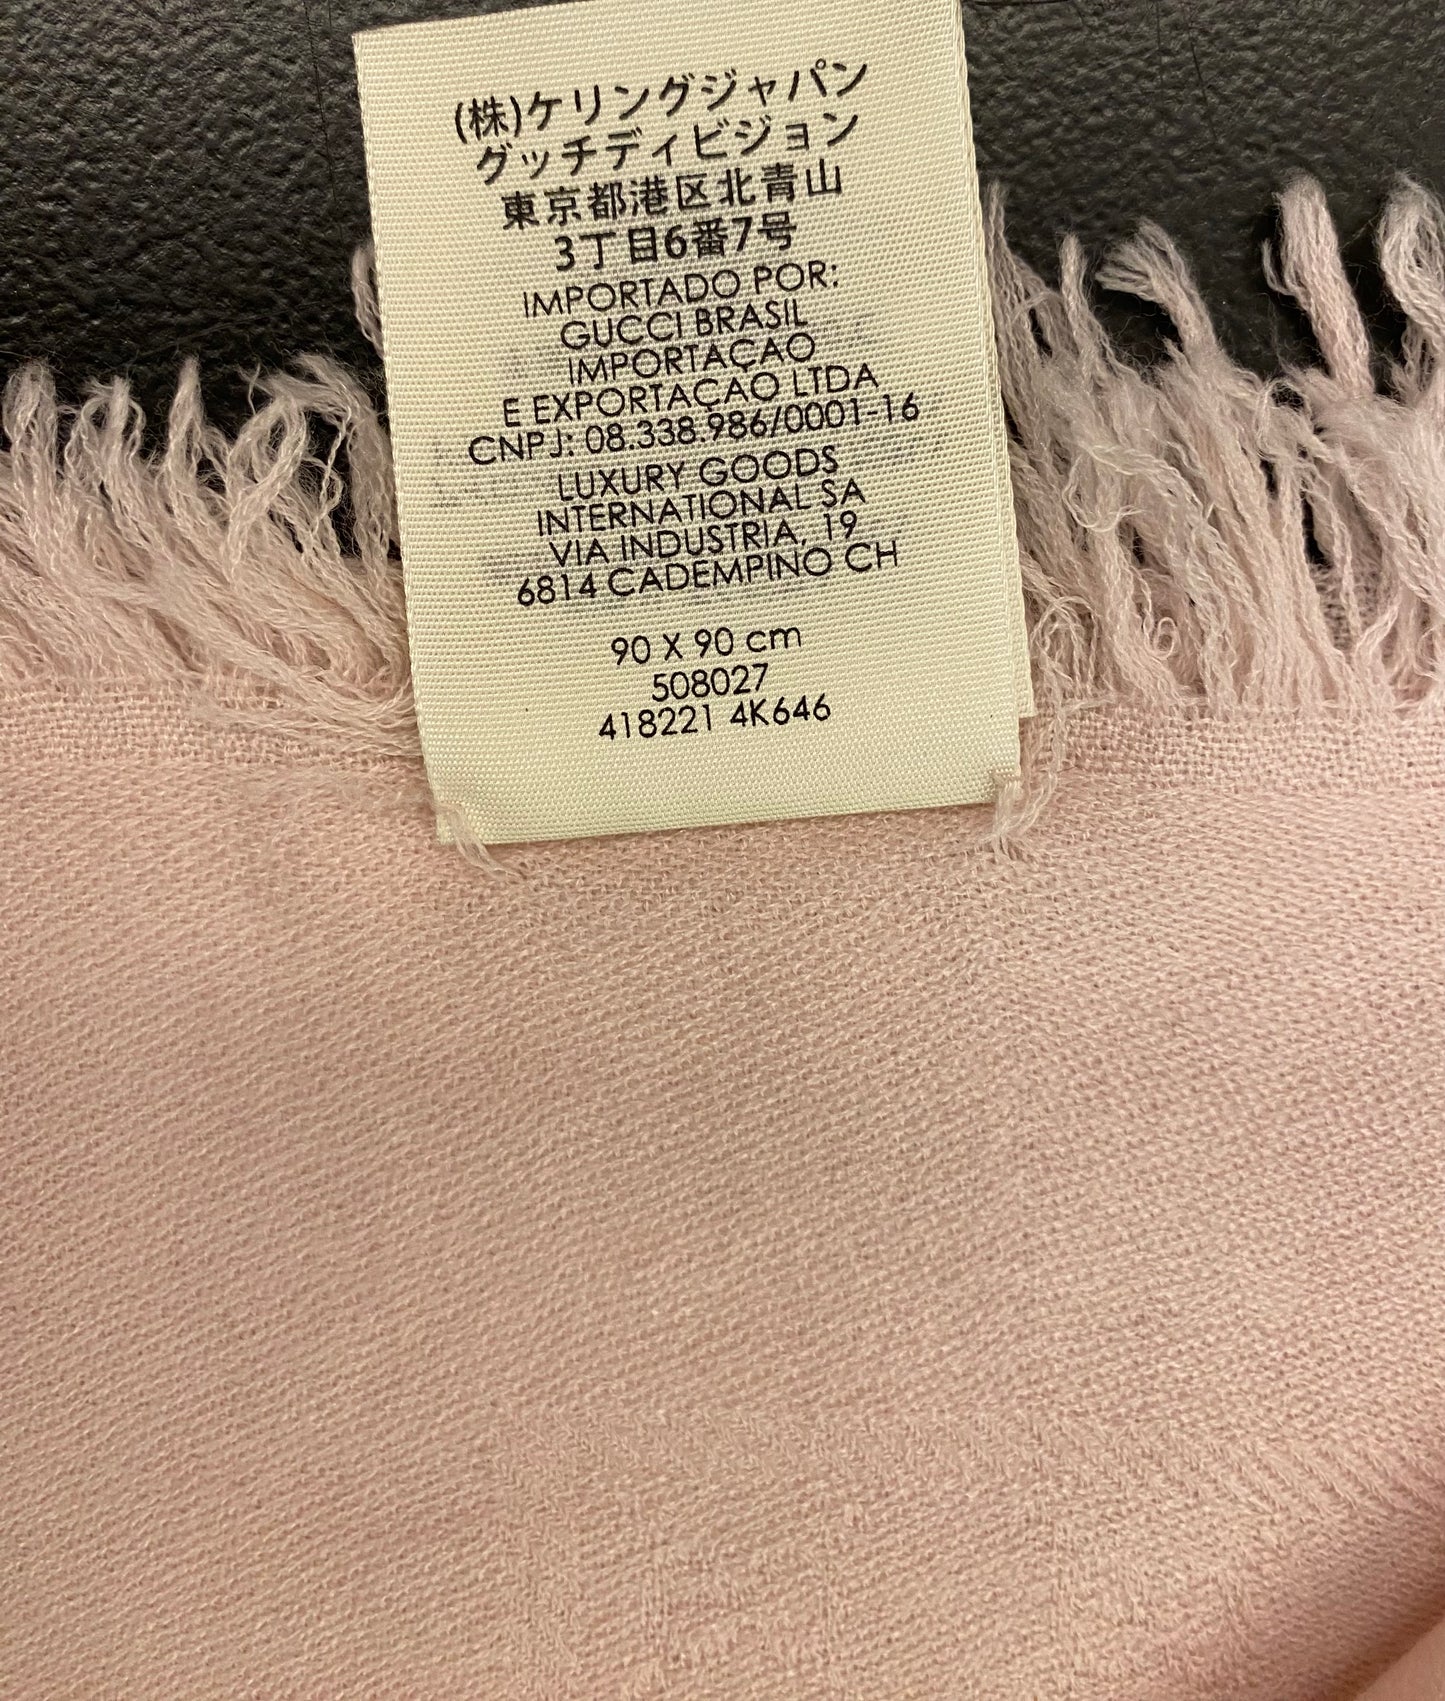 (株)ケリングジャパン
グッチディビジョン
東京都港区北青山
3丁目6番7号
IMPORTADO POR:
GUCCI BRASIL
IMPORTAÇAO
E EXPORTAÇAO LTDA
CNPJ: 08.338.986/0001-16
LUXURY GOODS
INTERNATIONAL SA
VIA INDUSTRIA, 19
6814 CADEMPINO CH
90 X 90 cm
508027
418221 4K646